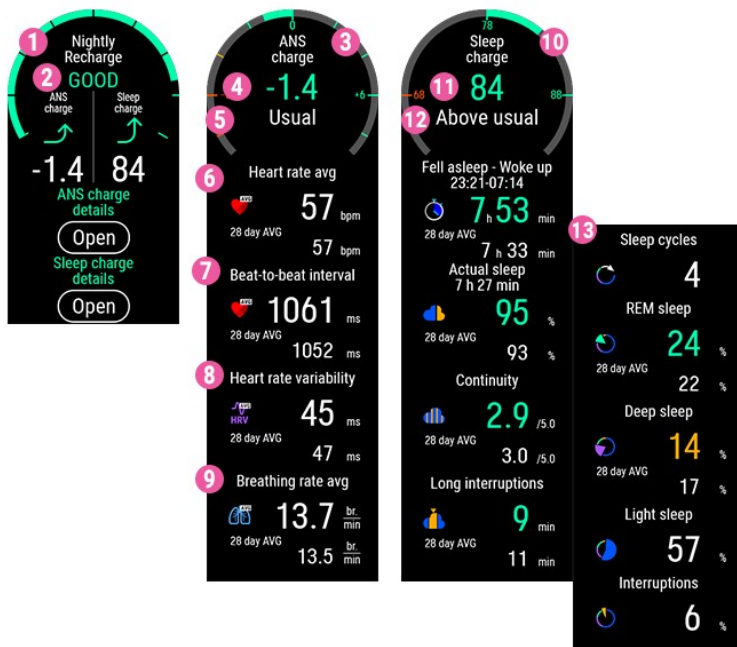 1
Nightly
Recharge
2
GOOD
ANS
charge
Sleep
charge
-1.4
84
ANS charge
details
Open
Sleep charge
details
Open
0
3
ANS
charge
4
-1.4
+6
5
Usual
6
Heart rate avg
AVG
57 bpm
28 day AVG
57 bpm
7
Beat-to-beat interval
AVG
1061 ms
28 day AVG
1052 ms
8
Heart rate variability
AVG
HRV
45 ms
28 day AVG
47 ms
9
Breathing rate avg
AVG
13.7 br./min
28 day AVG
13.5 br./min
78
10
Sleep
charge
68
11
84
88
12
Above usual
Fell asleep - Woke up
23:21-07:14
7 h 53 min
28 day AVG
7 h 33 min
Actual sleep
7 h 27 min
95 %
28 day AVG
93 %
Continuity
2.9 /5.0
28 day AVG
3.0 /5.0
Long interruptions
9 min
28 day AVG
11 min
13
Sleep cycles
4
REM sleep
24 %
28 day AVG
22 %
Deep sleep
14 %
28 day AVG
17 %
Light sleep
57 %
Interruptions
6 %